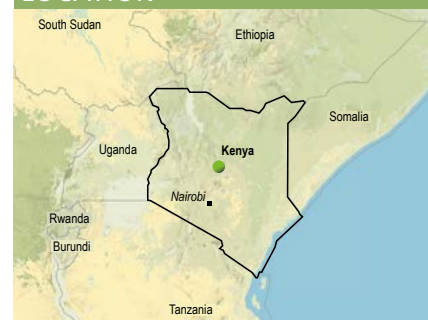 South Sudan
Ethiopia
Somalia
Uganda
Kenya
Nairobi
Rwanda
Burundi
Tanzania